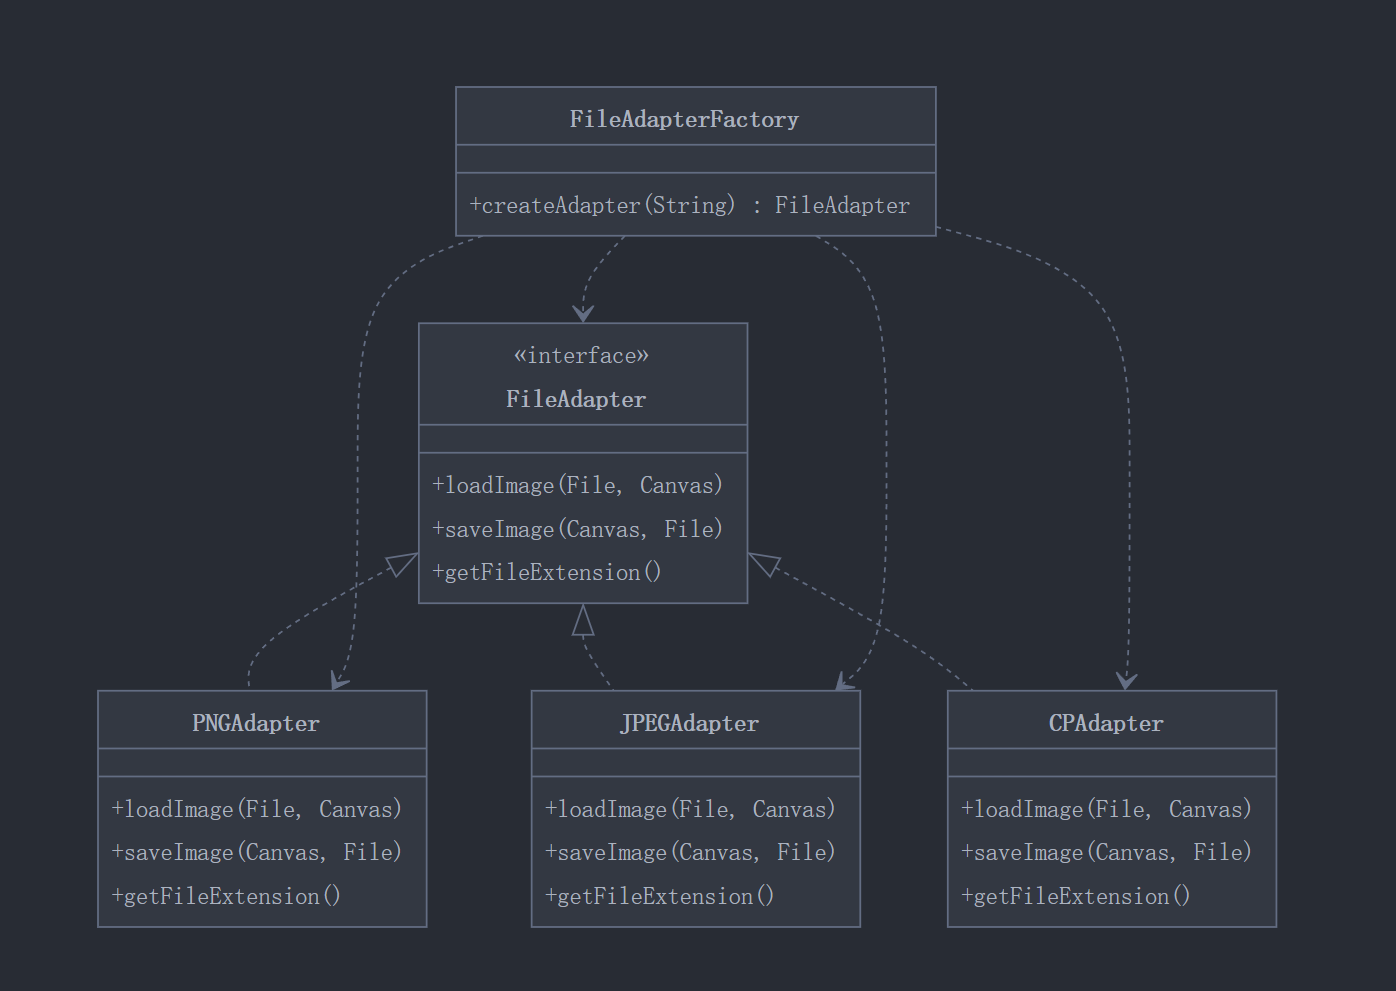 FileAdapterFactory
+createAdapter(String) : FileAdapter
«interface»
FileAdapter
+loadImage(File, Canvas)
+saveImage(Canvas, File)
+getFileExtension()
PNGAdapter
+loadImage(File, Canvas)
+saveImage(Canvas, File)
+getFileExtension()
JPEGAdapter
+loadImage(File, Canvas)
+saveImage(Canvas, File)
+getFileExtension()
CPAdapter
+loadImage(File, Canvas)
+saveImage(Canvas, File)
+getFileExtension()